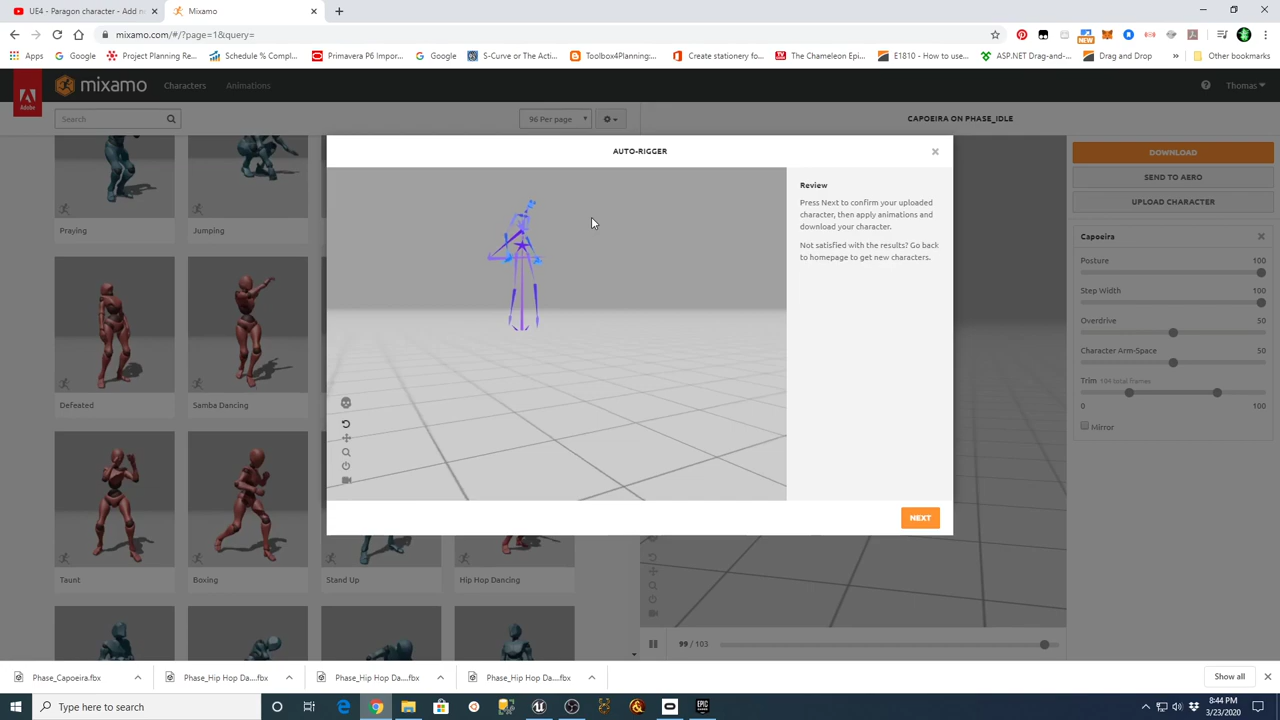 UE4 - Paragon character - Add n
Mixamo
mixamo.com/#/?page=1&query=
Apps
Google
Project Planning Re...
Schedule % Complet...
Primavera P6 Impor...
Google
S-Curve or The Acti...
Toolbox4Planning:...
Create stationery fo...
The Chameleon Epi...
E1810 - How to use...
ASP.NET Drag-and-...
Drag and Drop
»
Other bookmarks
NEW
Adobe
mixamo
Characters
Animations
Thomas
Search
96 Per page
CAPOEIRA ON PHASE_IDLE
AUTO-RIGGER
Review
Press Next to confirm your uploaded
character, then apply animations and
download your character.
Not satisfied with the results? Go back
to homepage to get new characters.
NEXT
DOWNLOAD
SEND TO AERO
UPLOAD CHARACTER
Capoeira
Posture 100
Step Width 100
Overdrive 50
Character Arm-Space 50
Trim 104 total frames
0 100
Mirror
Praying
Jumping
Defeated
Samba Dancing
Taunt
Boxing
Stand Up
Hip Hop Dancing
99 / 103
Phase_Capoeira.fbx
Phase_Hip Hop Da....fbx
Phase_Hip Hop Da....fbx
Phase_Hip Hop Da....fbx
Show all
Type here to search
EPIC
8:44 PM
3/23/2020